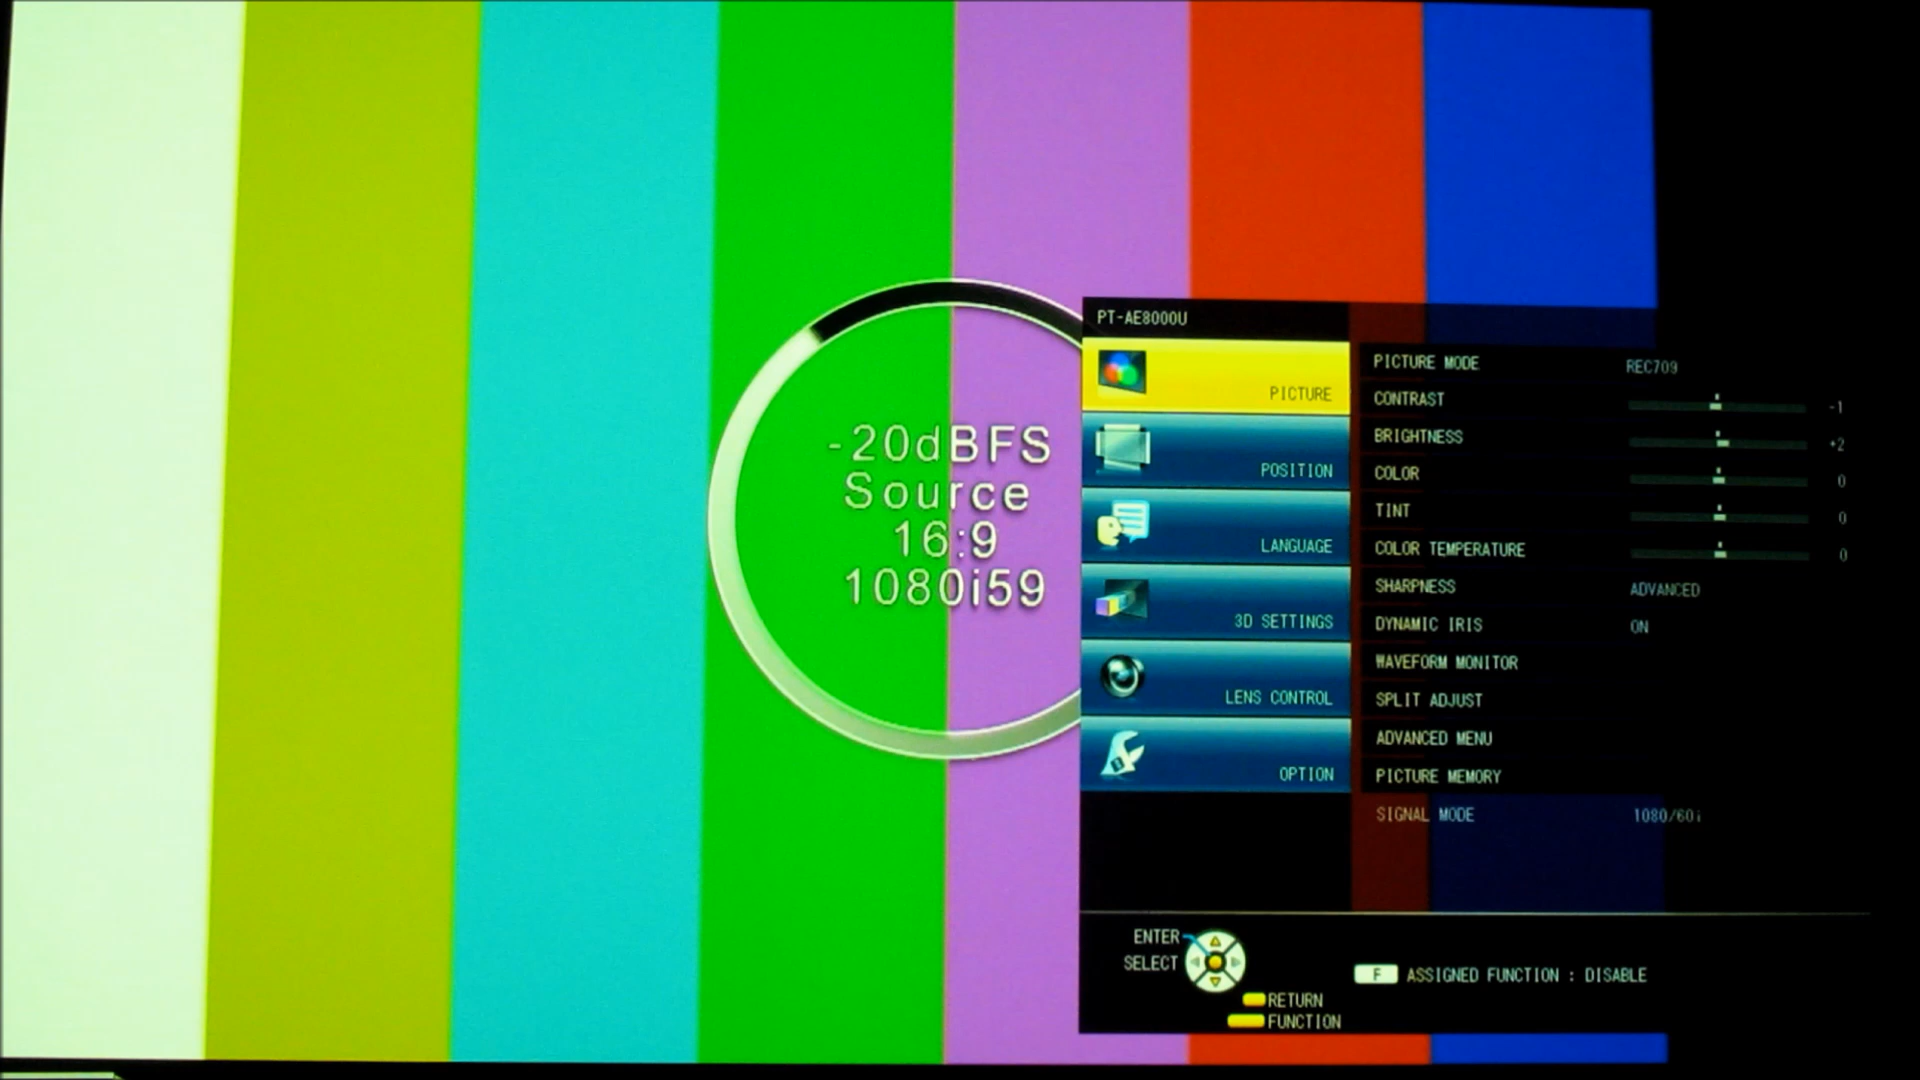 -20dBFS
Source
16:9
1080i59
PT-AE8000U
PICTURE
POSITION
LANGUAGE
3D SETTINGS
LENS CONTROL
OPTION
PICTURE MODE REC709
CONTRAST -1
BRIGHTNESS +2
COLOR 0
TINT 0
COLOR TEMPERATURE 0
SHARPNESS ADVANCED
DYNAMIC IRIS ON
WAVEFORM MONITOR
SPLIT ADJUST
ADVANCED MENU
PICTURE MEMORY
SIGNAL MODE 1080/60i
ENTER
SELECT
RETURN
FUNCTION
F ASSIGNED FUNCTION : DISABLE